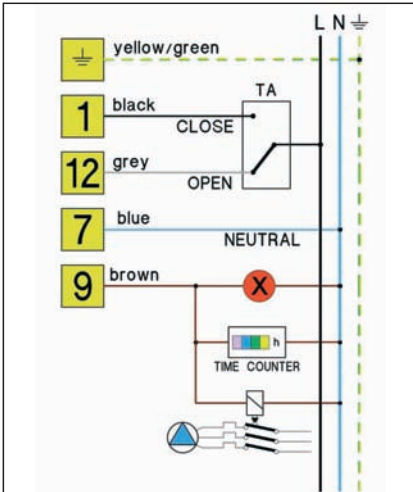 L N
yellow/green
TA
1 black
CLOSE
12 grey
OPEN
7 blue
NEUTRAL
9 brown
X
h
TIME COUNTER